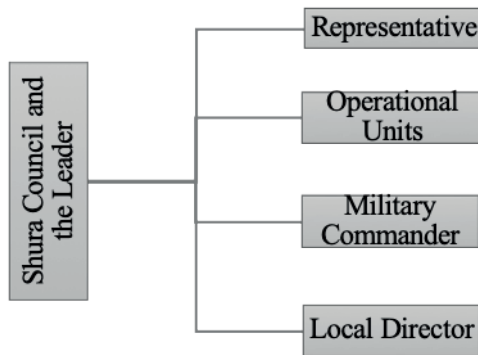 Shura Council and
the Leader
Representative
Operational
Units
Military
Commander
Local Director